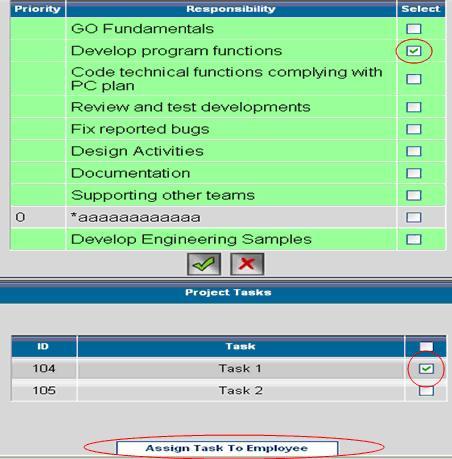 Priority Responsibility Select
GO Fundamentals
Develop program functions
Code technical functions complying with
PC plan
Review and test developments
Fix reported bugs
Design Activities
Documentation
Supporting other teams
0 *aaaaaaaaaaaa
Develop Engineering Samples
Project Tasks
ID Task
104 Task 1
105 Task 2
Assign Task To Employee